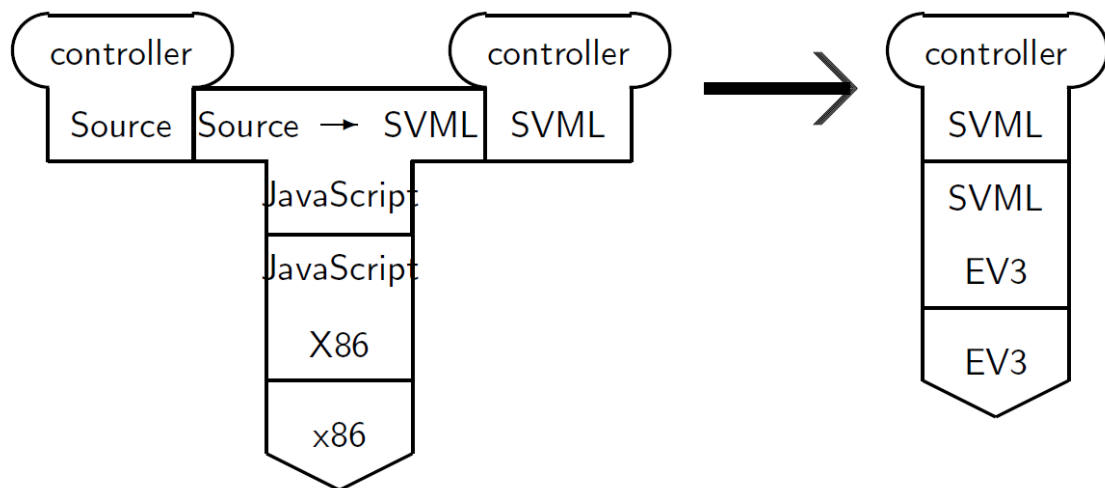 controller
controller
controller
Source
Source → SVML
SVML
SVML
JavaScript
SVML
JavaScript
EV3
X86
EV3
x86